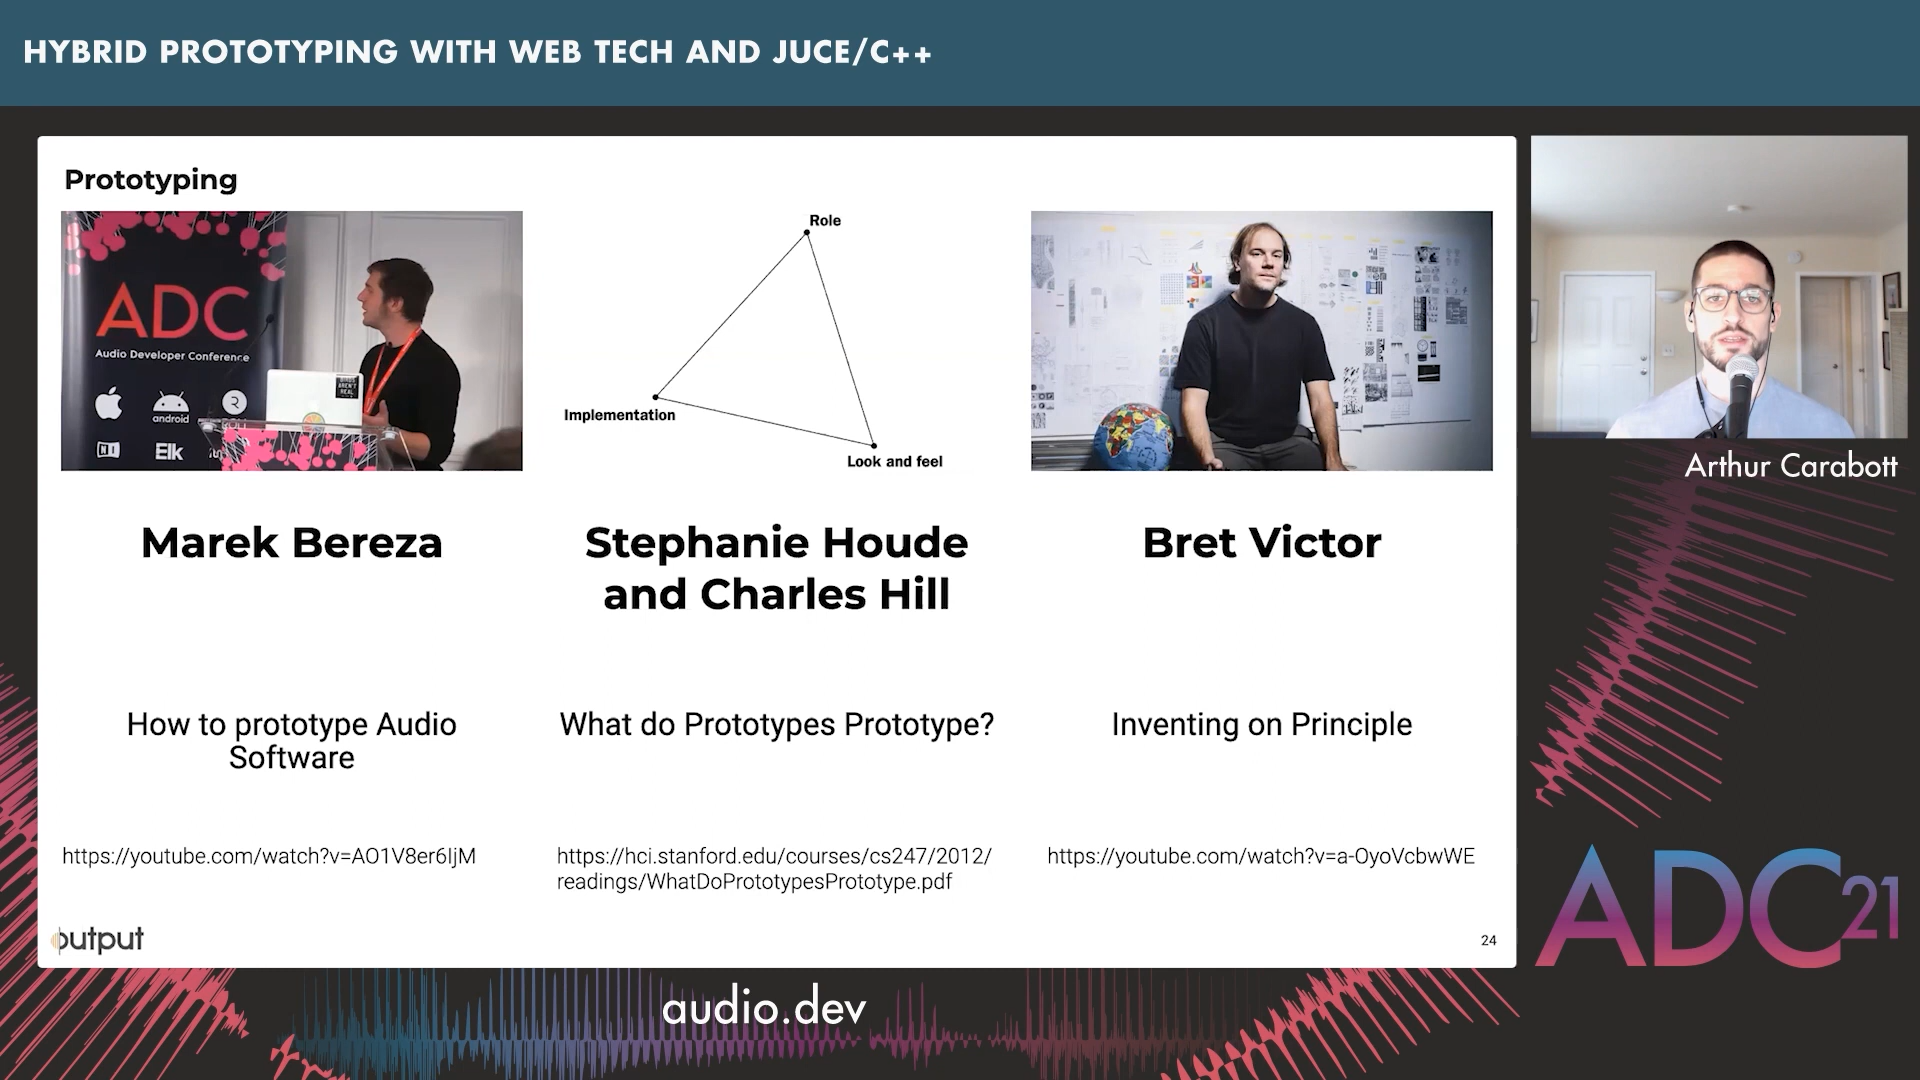 HYBRID PROTOTYPING WITH WEB TECH AND JUCE/C++
Prototyping
ADC
Audio Developer Conference
android
Elk
Role
Implementation
Look and feel
Marek Bereza
Stephanie Houde
and Charles Hill
Bret Victor
How to prototype Audio
Software
What do Prototypes Prototype?
Inventing on Principle
https://youtube.com/watch?v=AO1V8er6IjM
https://hci.stanford.edu/courses/cs247/2012/
readings/WhatDoPrototypesPrototype.pdf
https://youtube.com/watch?v=a-OyoVcbwWE
output
24
Arthur Carabott
ADC21
audio.dev